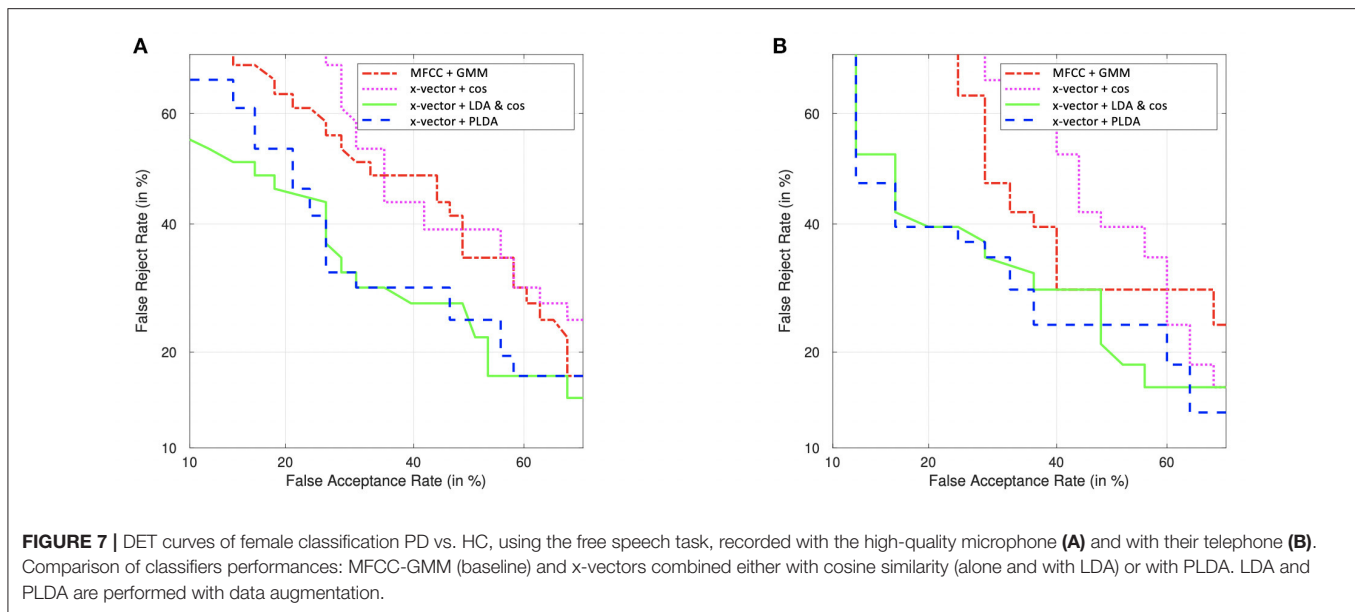 A
MFCC + GMM
x-vector + cos
x-vector + LDA & cos
x-vector + PLDA
60
40
20
10
False Reject Rate (in %)
10 20 40 60
False Acceptance Rate (in %)
B
MFCC + GMM
x-vector + cos
x-vector + LDA & cos
x-vector + PLDA
60
40
20
10
False Reject Rate (in %)
10 20 40 60
False Acceptance Rate (in %)
FIGURE 7 | DET curves of female classification PD vs. HC, using the free speech task, recorded with the high-quality microphone (A) and with their telephone (B).
Comparison of classifiers performances: MFCC-GMM (baseline) and x-vectors combined either with cosine similarity (alone and with LDA) or with PLDA. LDA and
PLDA are performed with data augmentation.